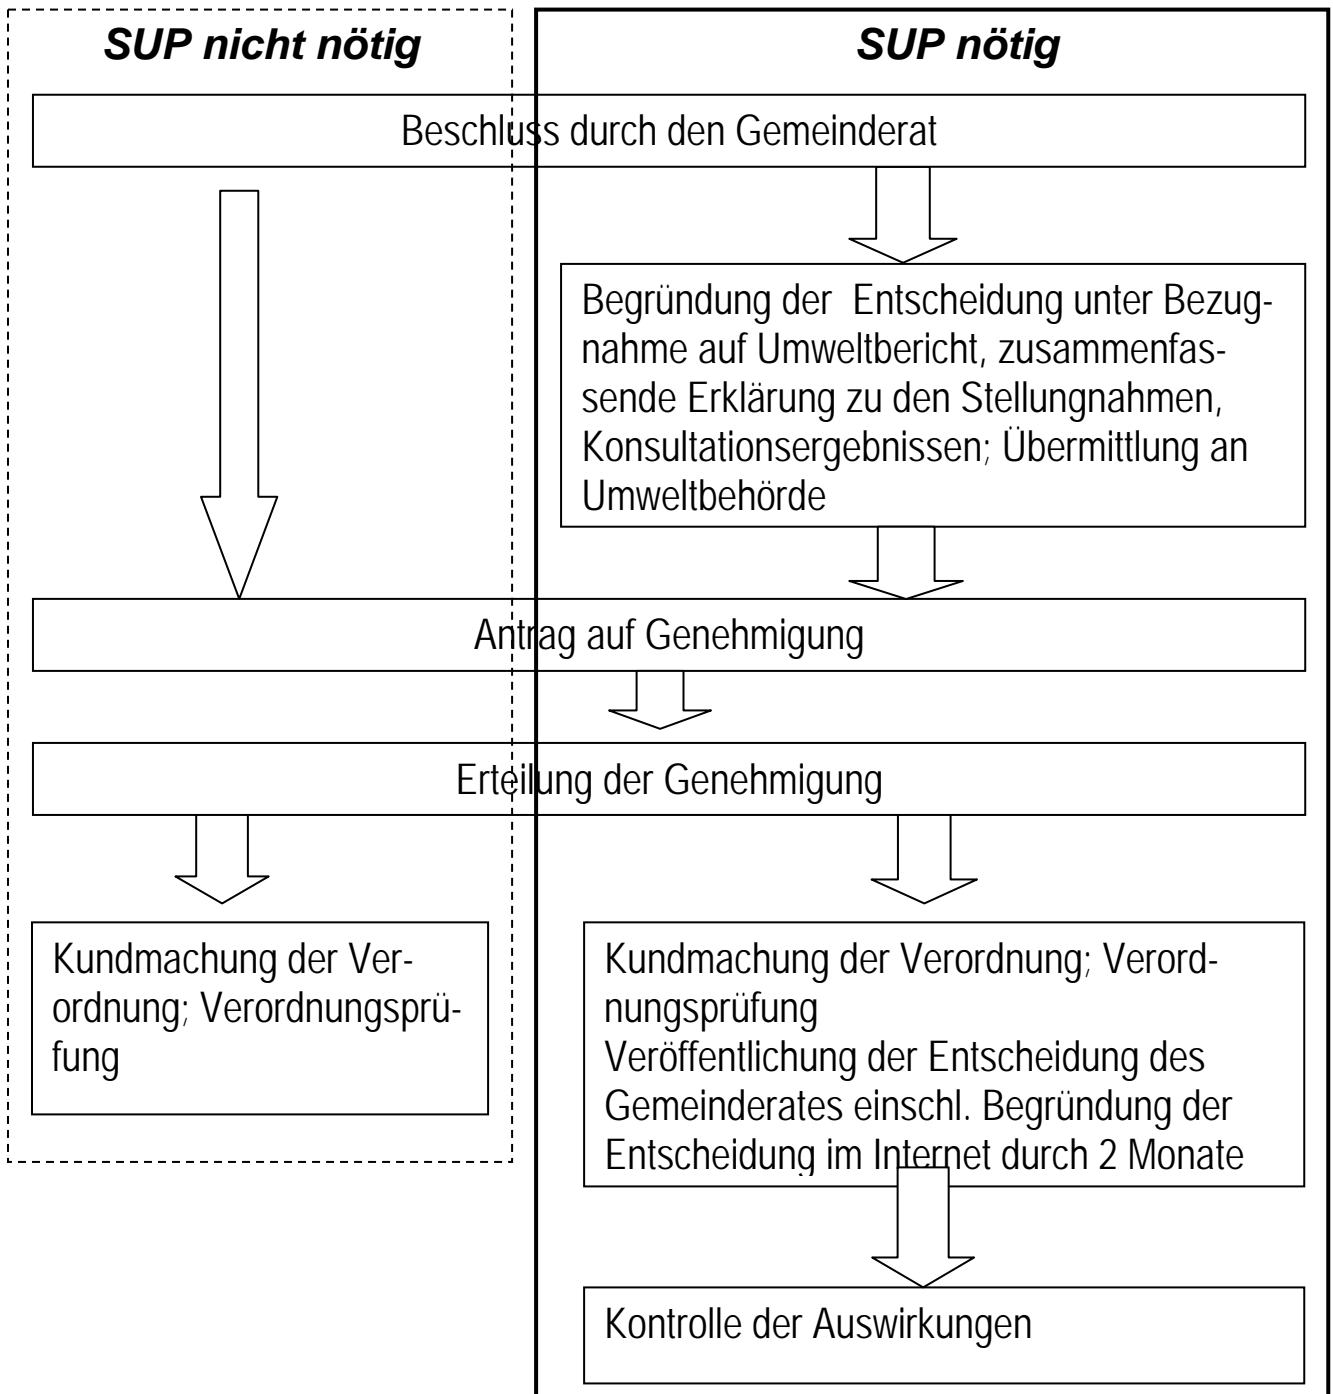 SUP nicht nötig
SUP nötig
Beschluss durch den Gemeinderat
Begründung der Entscheidung unter Bezug-
nahme auf Umweltbericht, zusammenfas-
sende Erklärung zu den Stellungnahmen,
Konsultationsergebnissen; Übermittlung an
Umweltbehörde
Antrag auf Genehmigung
Erteilung der Genehmigung
Kundmachung der Ver-
ordnung; Verordnungsprü-
fung
Kundmachung der Verordnung; Verord-
nungsprüfung
Veröffentlichung der Entscheidung des
Gemeinderates einschl. Begründung der
Entscheidung im Internet durch 2 Monate
Kontrolle der Auswirkungen